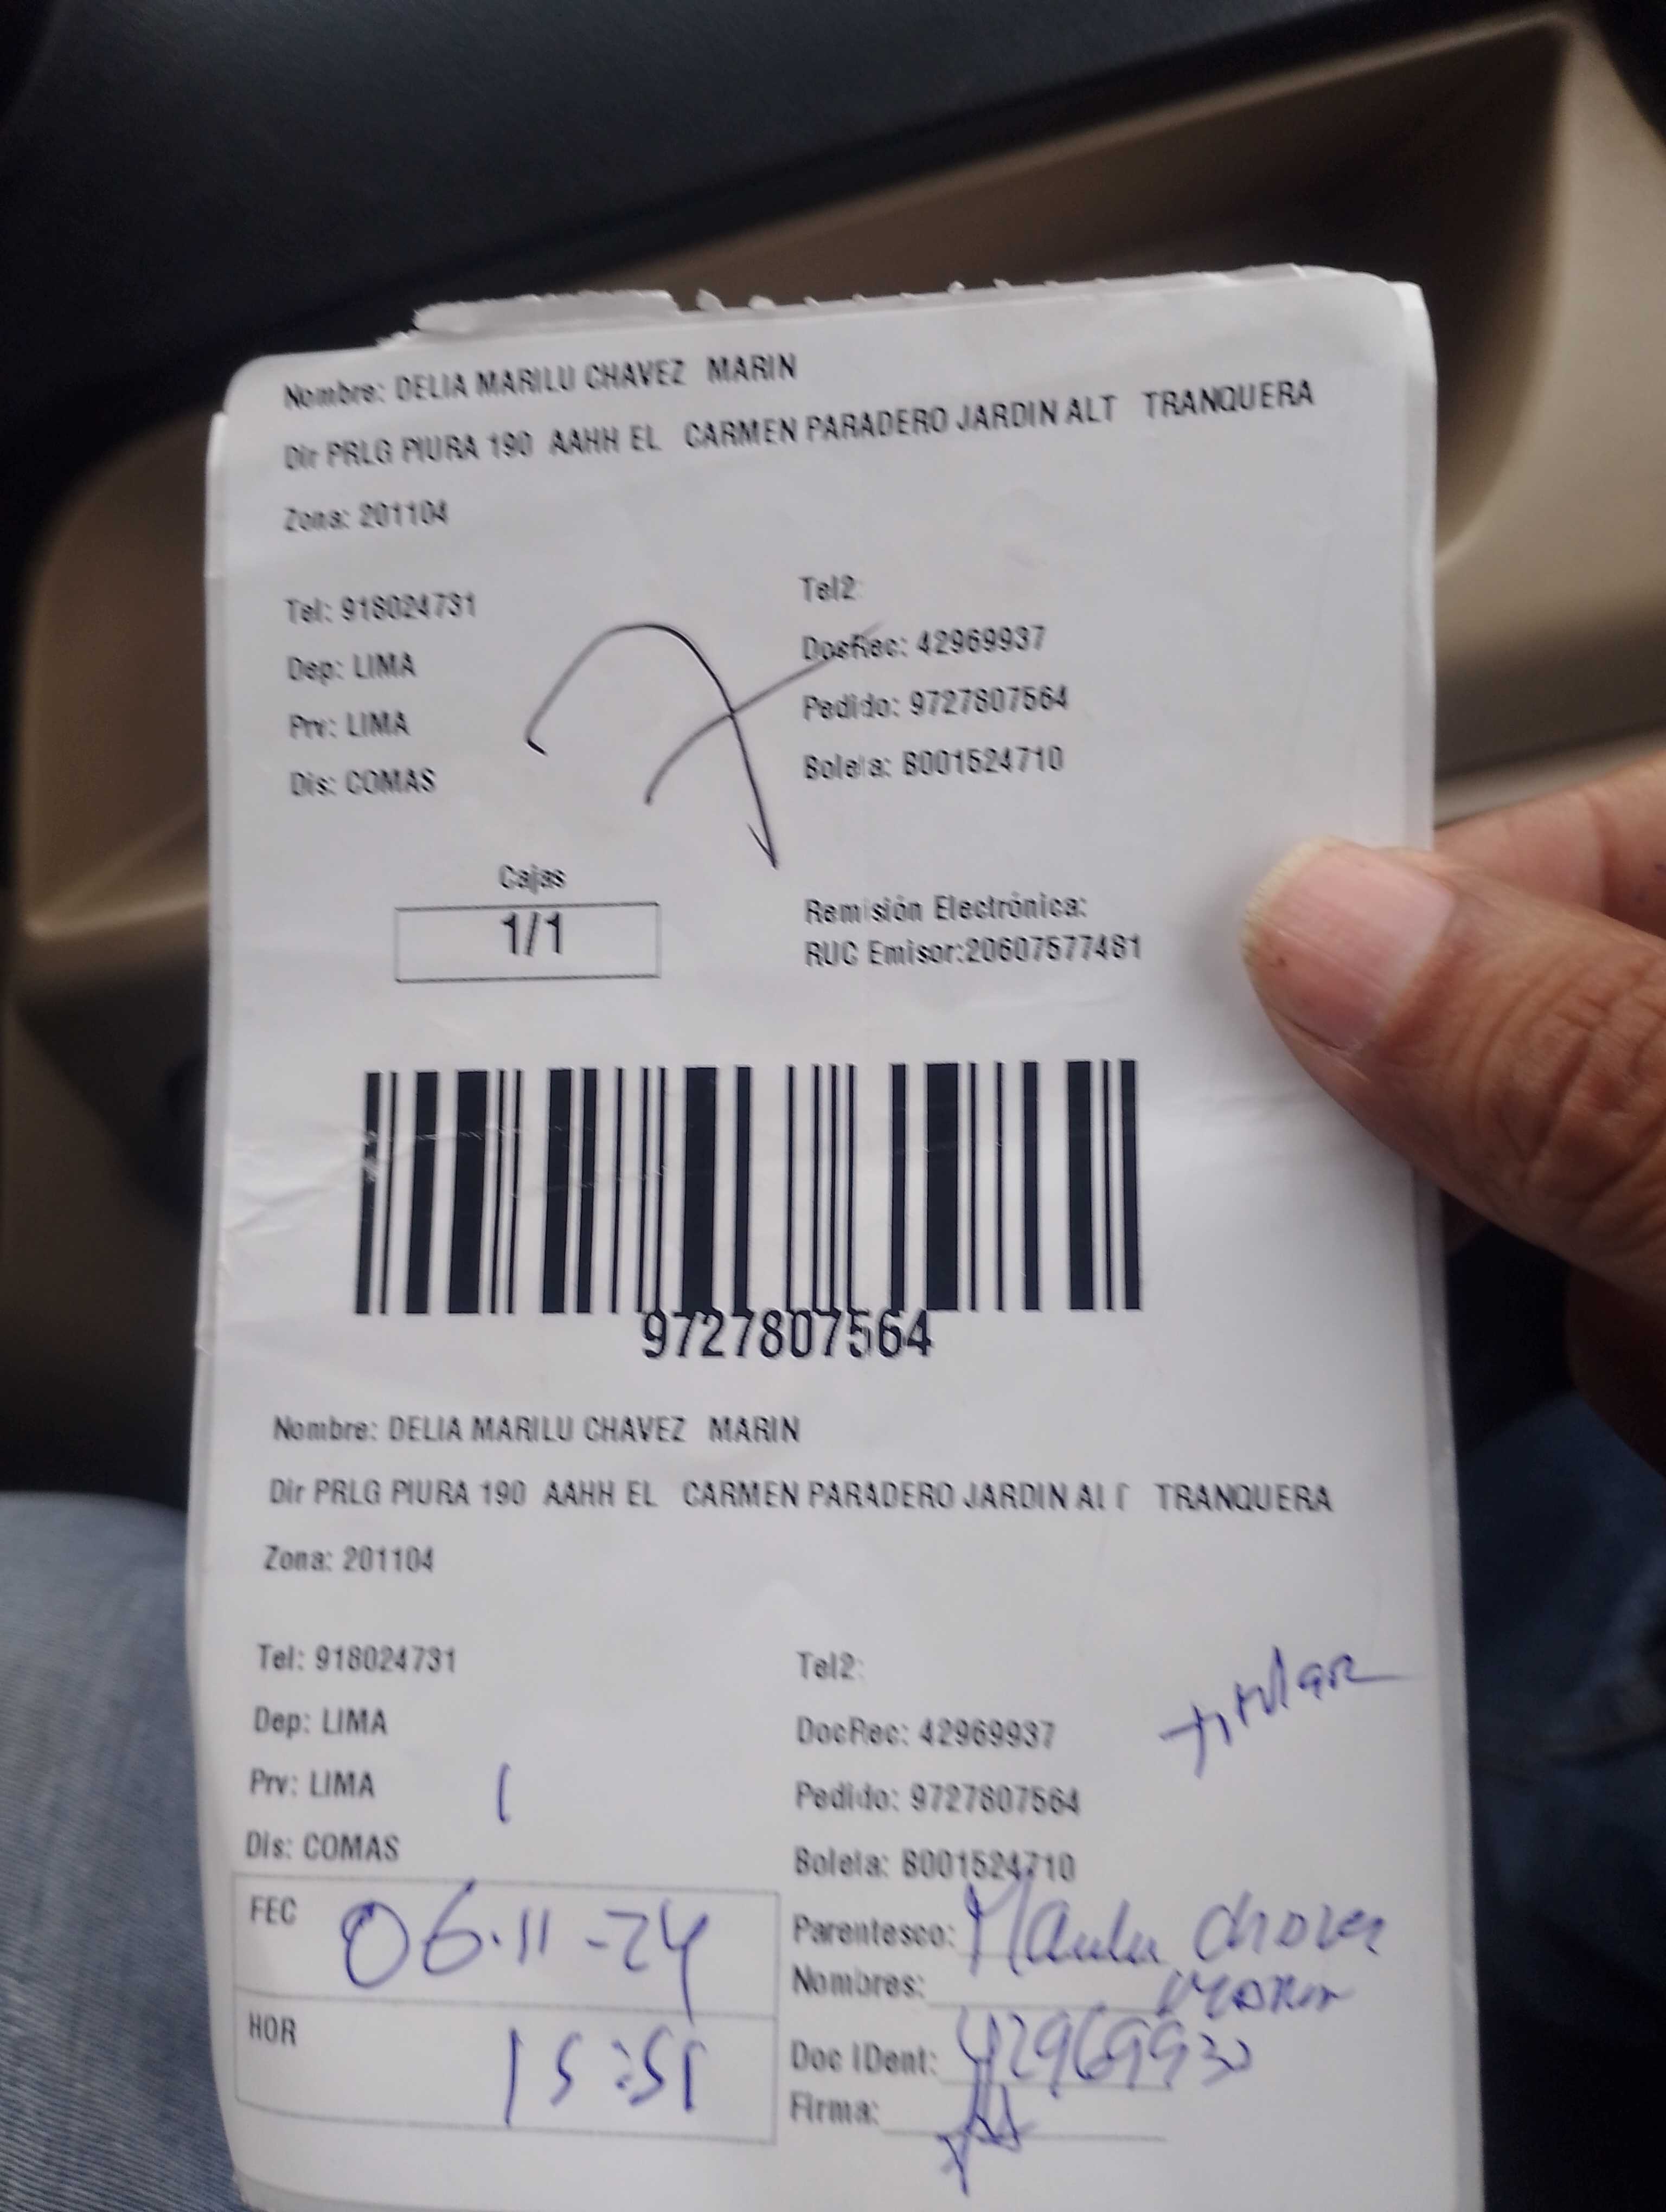 Nombre: DELIA MARILU CHAVEZ MARIN
Dir PRLG PIURA 190 AAHH EL CARMEN PARADERO JARDIN ALT TRANQUERA
Zona: 201104
Tel: 918024731
Tel2:
Dep: LIMA
DocRec: 42969937
Prv: LIMA
Pedido: 9727807564
Dis: COMAS
Boleta: B001524710
Cajas
1/1
Remisión Electrónica:
RUC Emisor:20607577481
9727807564
Nombre: DELIA MARILU CHAVEZ MARIN
Dir PRLG PIURA 190 AAHH EL CARMEN PARADERO JARDIN ALT TRANQUERA
Zona: 201104
Tel: 918024731
Tel2:
titular
Dep: LIMA
DocRec: 42969937
Prv: LIMA
Pedido: 9727807564
Dis: COMAS
Boleta: B001524710
FEC 06-11-24
Parentesco:
Nombres:
HOR 15:51
Doc IDent:
Firma: